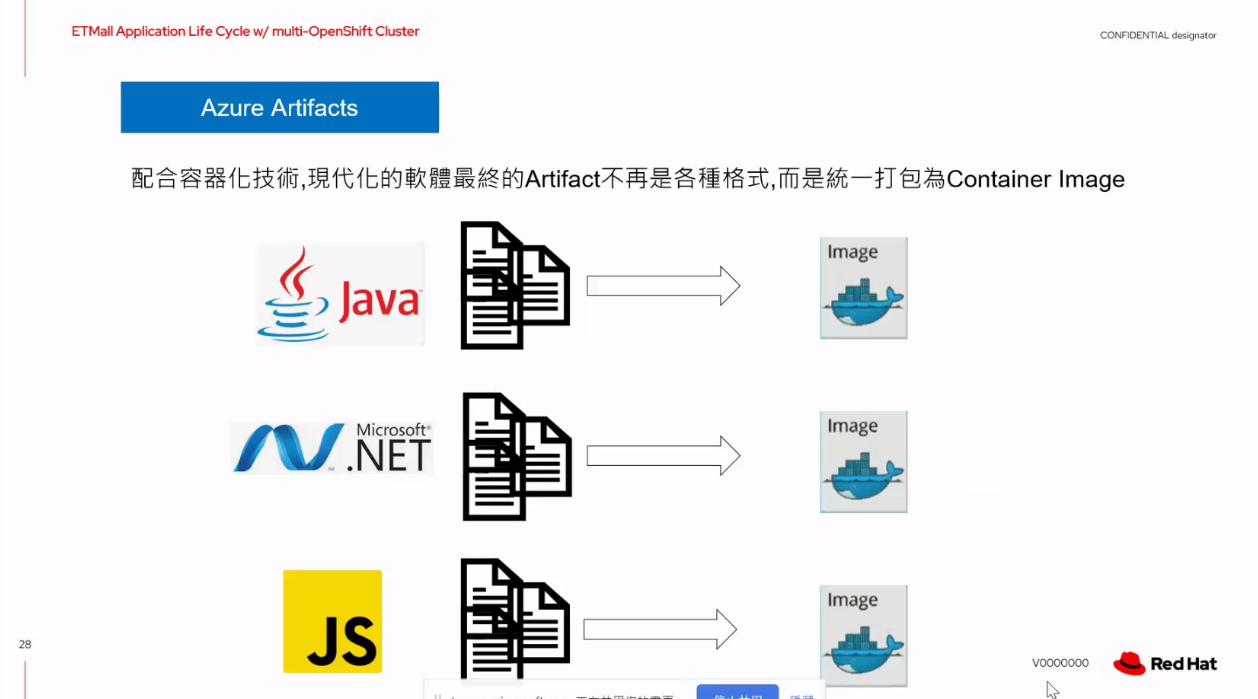 ETMall Application Life Cycle w/ multi-OpenShift Cluster
CONFIDENTIAL designator
Azure Artifacts
配合容器化技術,現代化的軟體最終的Artifact不再是各種格式,而是統一打包為Container Image
Java
Image
Microsoft
.NET
Image
JS
Image
28
V0000000
Red Hat